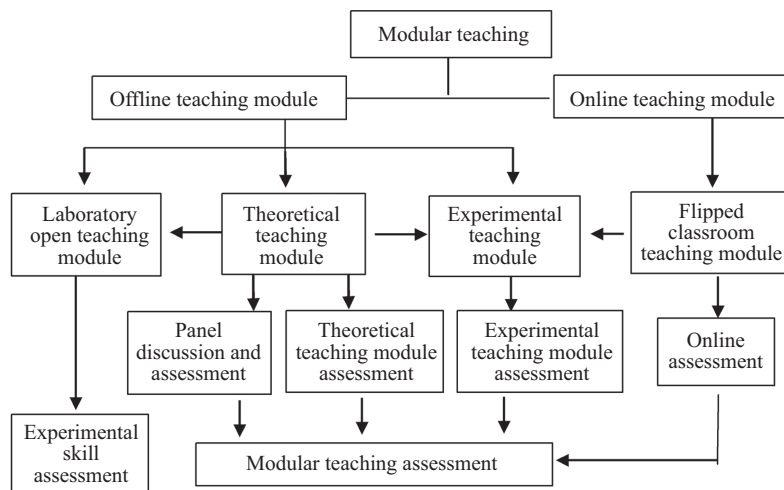 Modular teaching
Offline teaching module
Online teaching module
Laboratory
open teaching
module
Theoretical
teaching
module
Experimental
teaching
module
Flipped
classroom
teaching module
Panel
discussion and
assessment
Theoretical
teaching module
assessment
Experimental
teaching module
assessment
Online
assessment
Experimental
skill
assessment
Modular teaching assessment